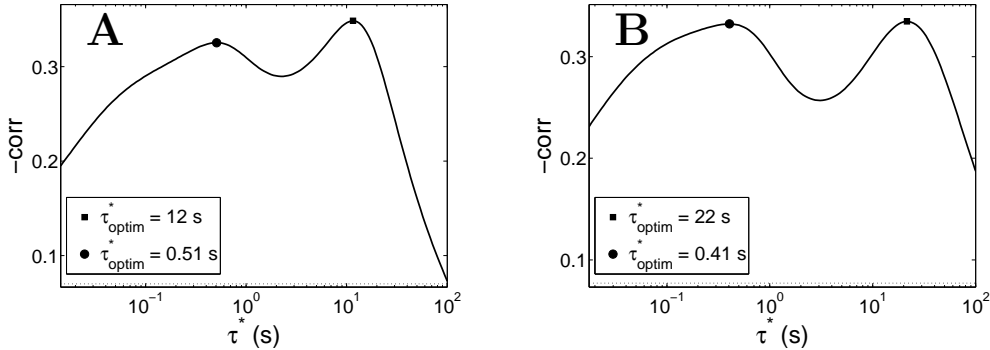 A
-corr
0.3
0.2
0.1
τ*optim = 12 s
τ*optim = 0.51 s
10^-1
10^0
10^1
10^2
τ* (s)
B
-corr
0.3
0.2
0.1
τ*optim = 22 s
τ*optim = 0.41 s
10^-1
10^0
10^1
10^2
τ* (s)